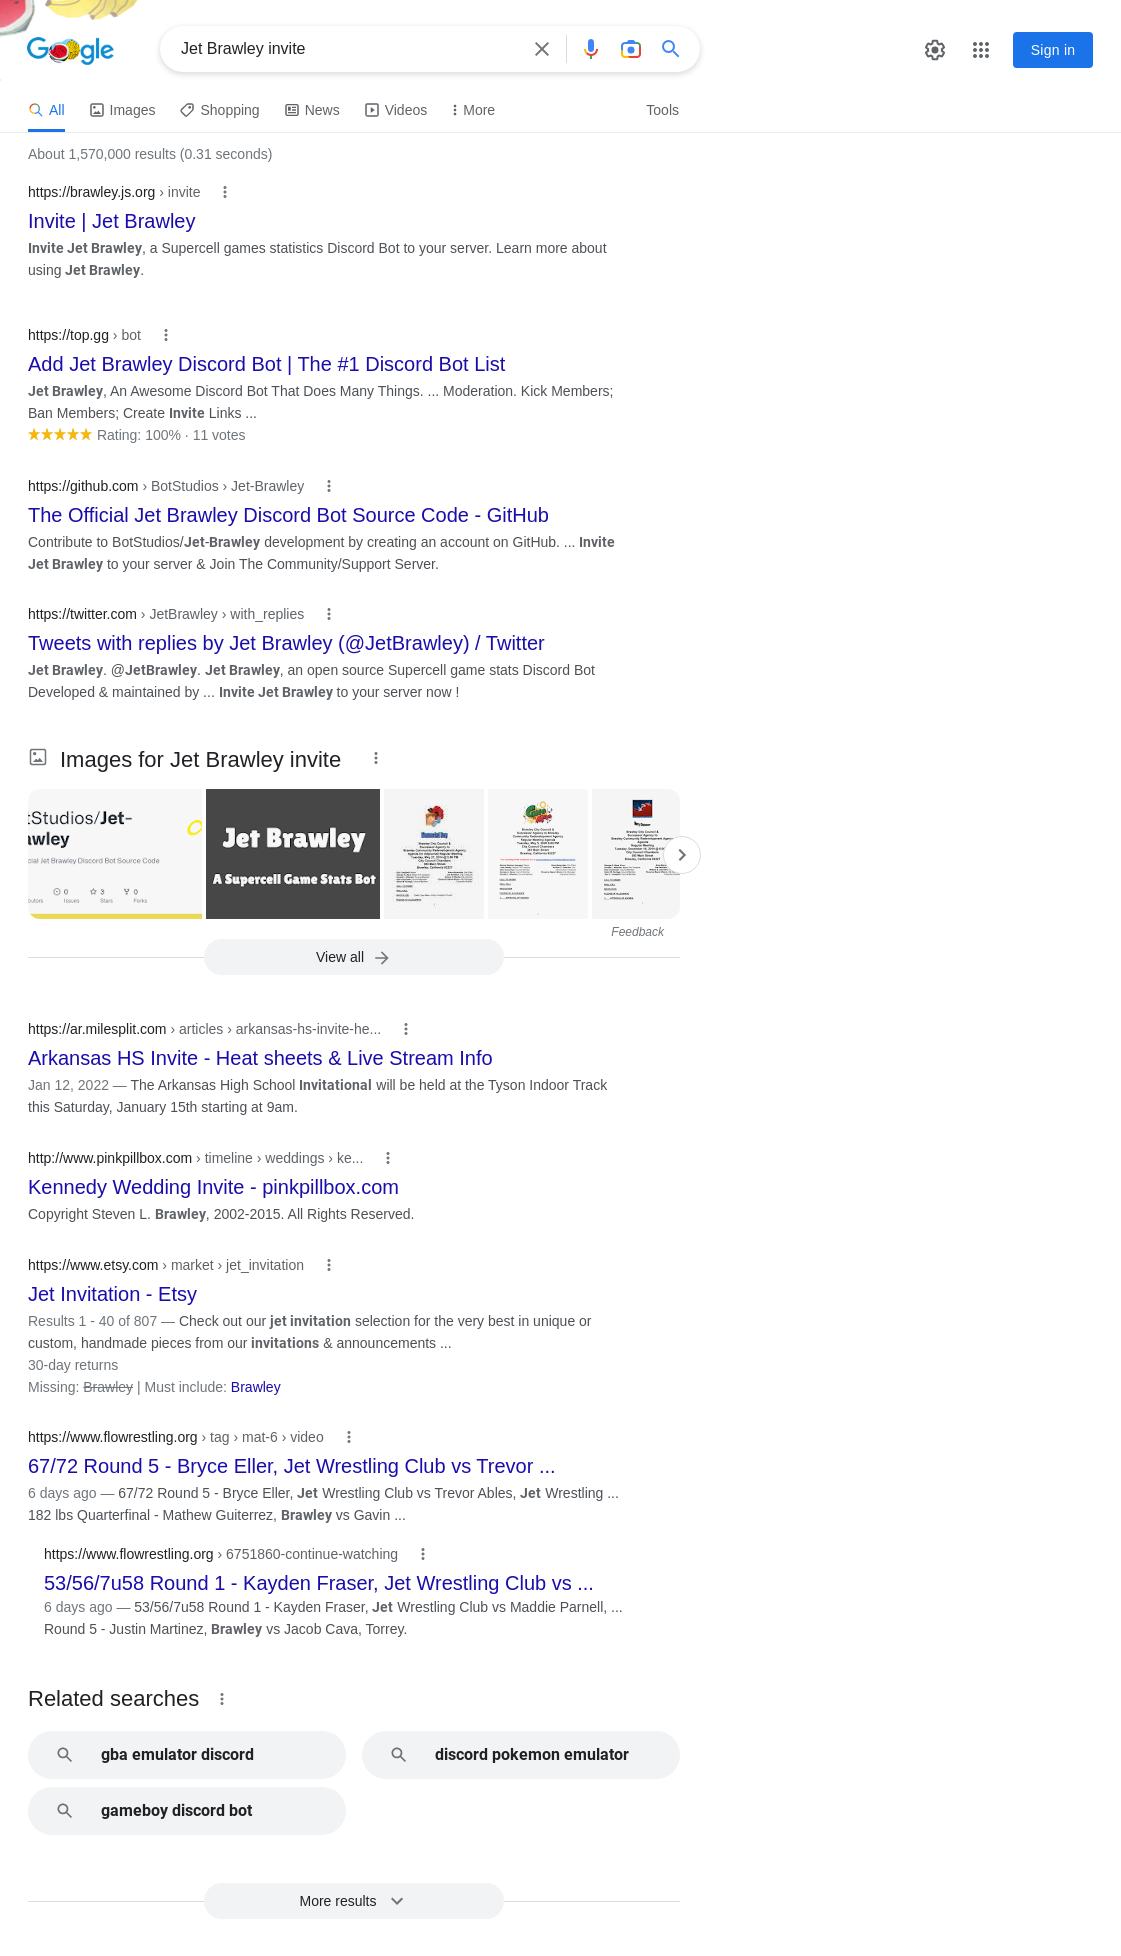 Google
Jet Brawley invite
Sign in
All
Images
Shopping
News
Videos
More
Tools
About 1,570,000 results (0.31 seconds)
https://brawley.js.org › invite
Invite | Jet Brawley
Invite Jet Brawley, a Supercell games statistics Discord Bot to your server. Learn more about
using Jet Brawley.
https://top.gg › bot
Add Jet Brawley Discord Bot | The #1 Discord Bot List
Jet Brawley, An Awesome Discord Bot That Does Many Things. ... Moderation. Kick Members;
Ban Members; Create Invite Links ...
Rating: 100% · 11 votes
https://github.com › BotStudios › Jet-Brawley
The Official Jet Brawley Discord Bot Source Code - GitHub
Contribute to BotStudios/Jet-Brawley development by creating an account on GitHub. ... Invite
Jet Brawley to your server & Join The Community/Support Server.
https://twitter.com › JetBrawley › with_replies
Tweets with replies by Jet Brawley (@JetBrawley) / Twitter
Jet Brawley. @JetBrawley. Jet Brawley, an open source Supercell game stats Discord Bot
Developed & maintained by ... Invite Jet Brawley to your server now !
Images for Jet Brawley invite
tStudios/Jet-
awley
cial Jet Brawley Discord Bot Source Code
0
3
0
Issues
Stars
Forks
Jet Brawley
A Supercell Game Stats Bot
Feedback
View all
https://ar.milesplit.com › articles › arkansas-hs-invite-he...
Arkansas HS Invite - Heat sheets & Live Stream Info
Jan 12, 2022 — The Arkansas High School Invitational will be held at the Tyson Indoor Track
this Saturday, January 15th starting at 9am.
http://www.pinkpillbox.com › timeline › weddings › ke...
Kennedy Wedding Invite - pinkpillbox.com
Copyright Steven L. Brawley, 2002-2015. All Rights Reserved.
https://www.etsy.com › market › jet_invitation
Jet Invitation - Etsy
Results 1 - 40 of 807 — Check out our jet invitation selection for the very best in unique or
custom, handmade pieces from our invitations & announcements ...
30-day returns
Missing: Brawley | Must include: Brawley
https://www.flowrestling.org › tag › mat-6 › video
67/72 Round 5 - Bryce Eller, Jet Wrestling Club vs Trevor ...
6 days ago — 67/72 Round 5 - Bryce Eller, Jet Wrestling Club vs Trevor Ables, Jet Wrestling ...
182 lbs Quarterfinal - Mathew Guiterrez, Brawley vs Gavin ...
https://www.flowrestling.org › 6751860-continue-watching
53/56/7u58 Round 1 - Kayden Fraser, Jet Wrestling Club vs ...
6 days ago — 53/56/7u58 Round 1 - Kayden Fraser, Jet Wrestling Club vs Maddie Parnell, ...
Round 5 - Justin Martinez, Brawley vs Jacob Cava, Torrey.
Related searches
gba emulator discord
discord pokemon emulator
gameboy discord bot
More results